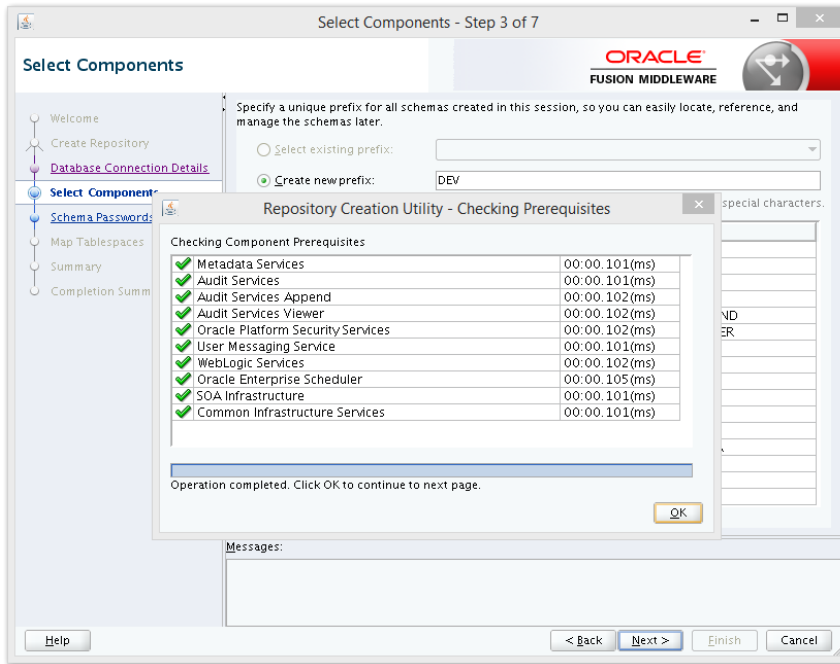 Select Components - Step 3 of 7
Select Components
ORACLE
FUSION MIDDLEWARE
Welcome
Create Repository
Database Connection Details
Select Components
Schema Passwords
Map Tablespaces
Summary
Completion Summ
Specify a unique prefix for all schemas created in this session, so you can easily locate, reference, and
manage the schemas later.
Select existing prefix:
Create new prefix: DEV
special characters.
Repository Creation Utility - Checking Prerequisites
Checking Component Prerequisites
Metadata Services 00:00.101(ms)
Audit Services 00:00.101(ms)
Audit Services Append 00:00.102(ms)
Audit Services Viewer 00:00.102(ms)
Oracle Platform Security Services 00:00.102(ms)
User Messaging Service 00:00.101(ms)
WebLogic Services 00:00.102(ms)
Oracle Enterprise Scheduler 00:00.105(ms)
SOA Infrastructure 00:00.101(ms)
Common Infrastructure Services 00:00.101(ms)
Operation completed. Click OK to continue to next page.
OK
ND
ER
Messages:
Help
< Back
Next >
Finish
Cancel